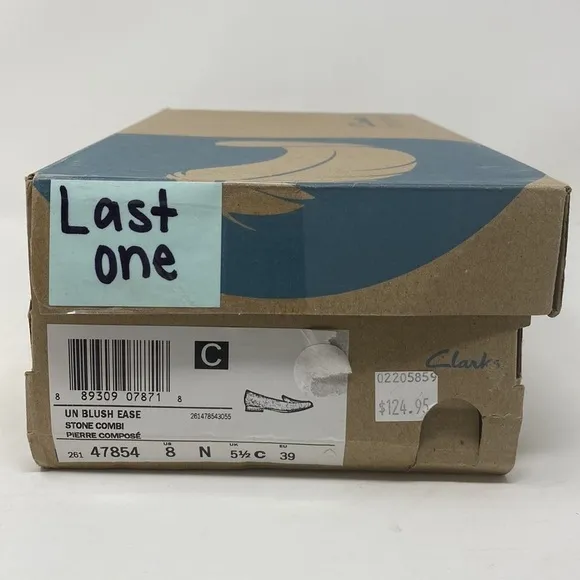 Last
one
C
8 89309 07871 8
UN BLUSH EASE
261478543055
STONE COMBI
PIERRE COMPOSÉ
US UK EU
261 47854 8 N 5½ C 39
Clarks
02205859
$124.95